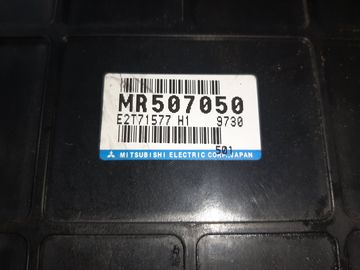 MR507050
E2T71577 H1 9730
501
MITSUBISHI ELECTRIC CORP. JAPAN